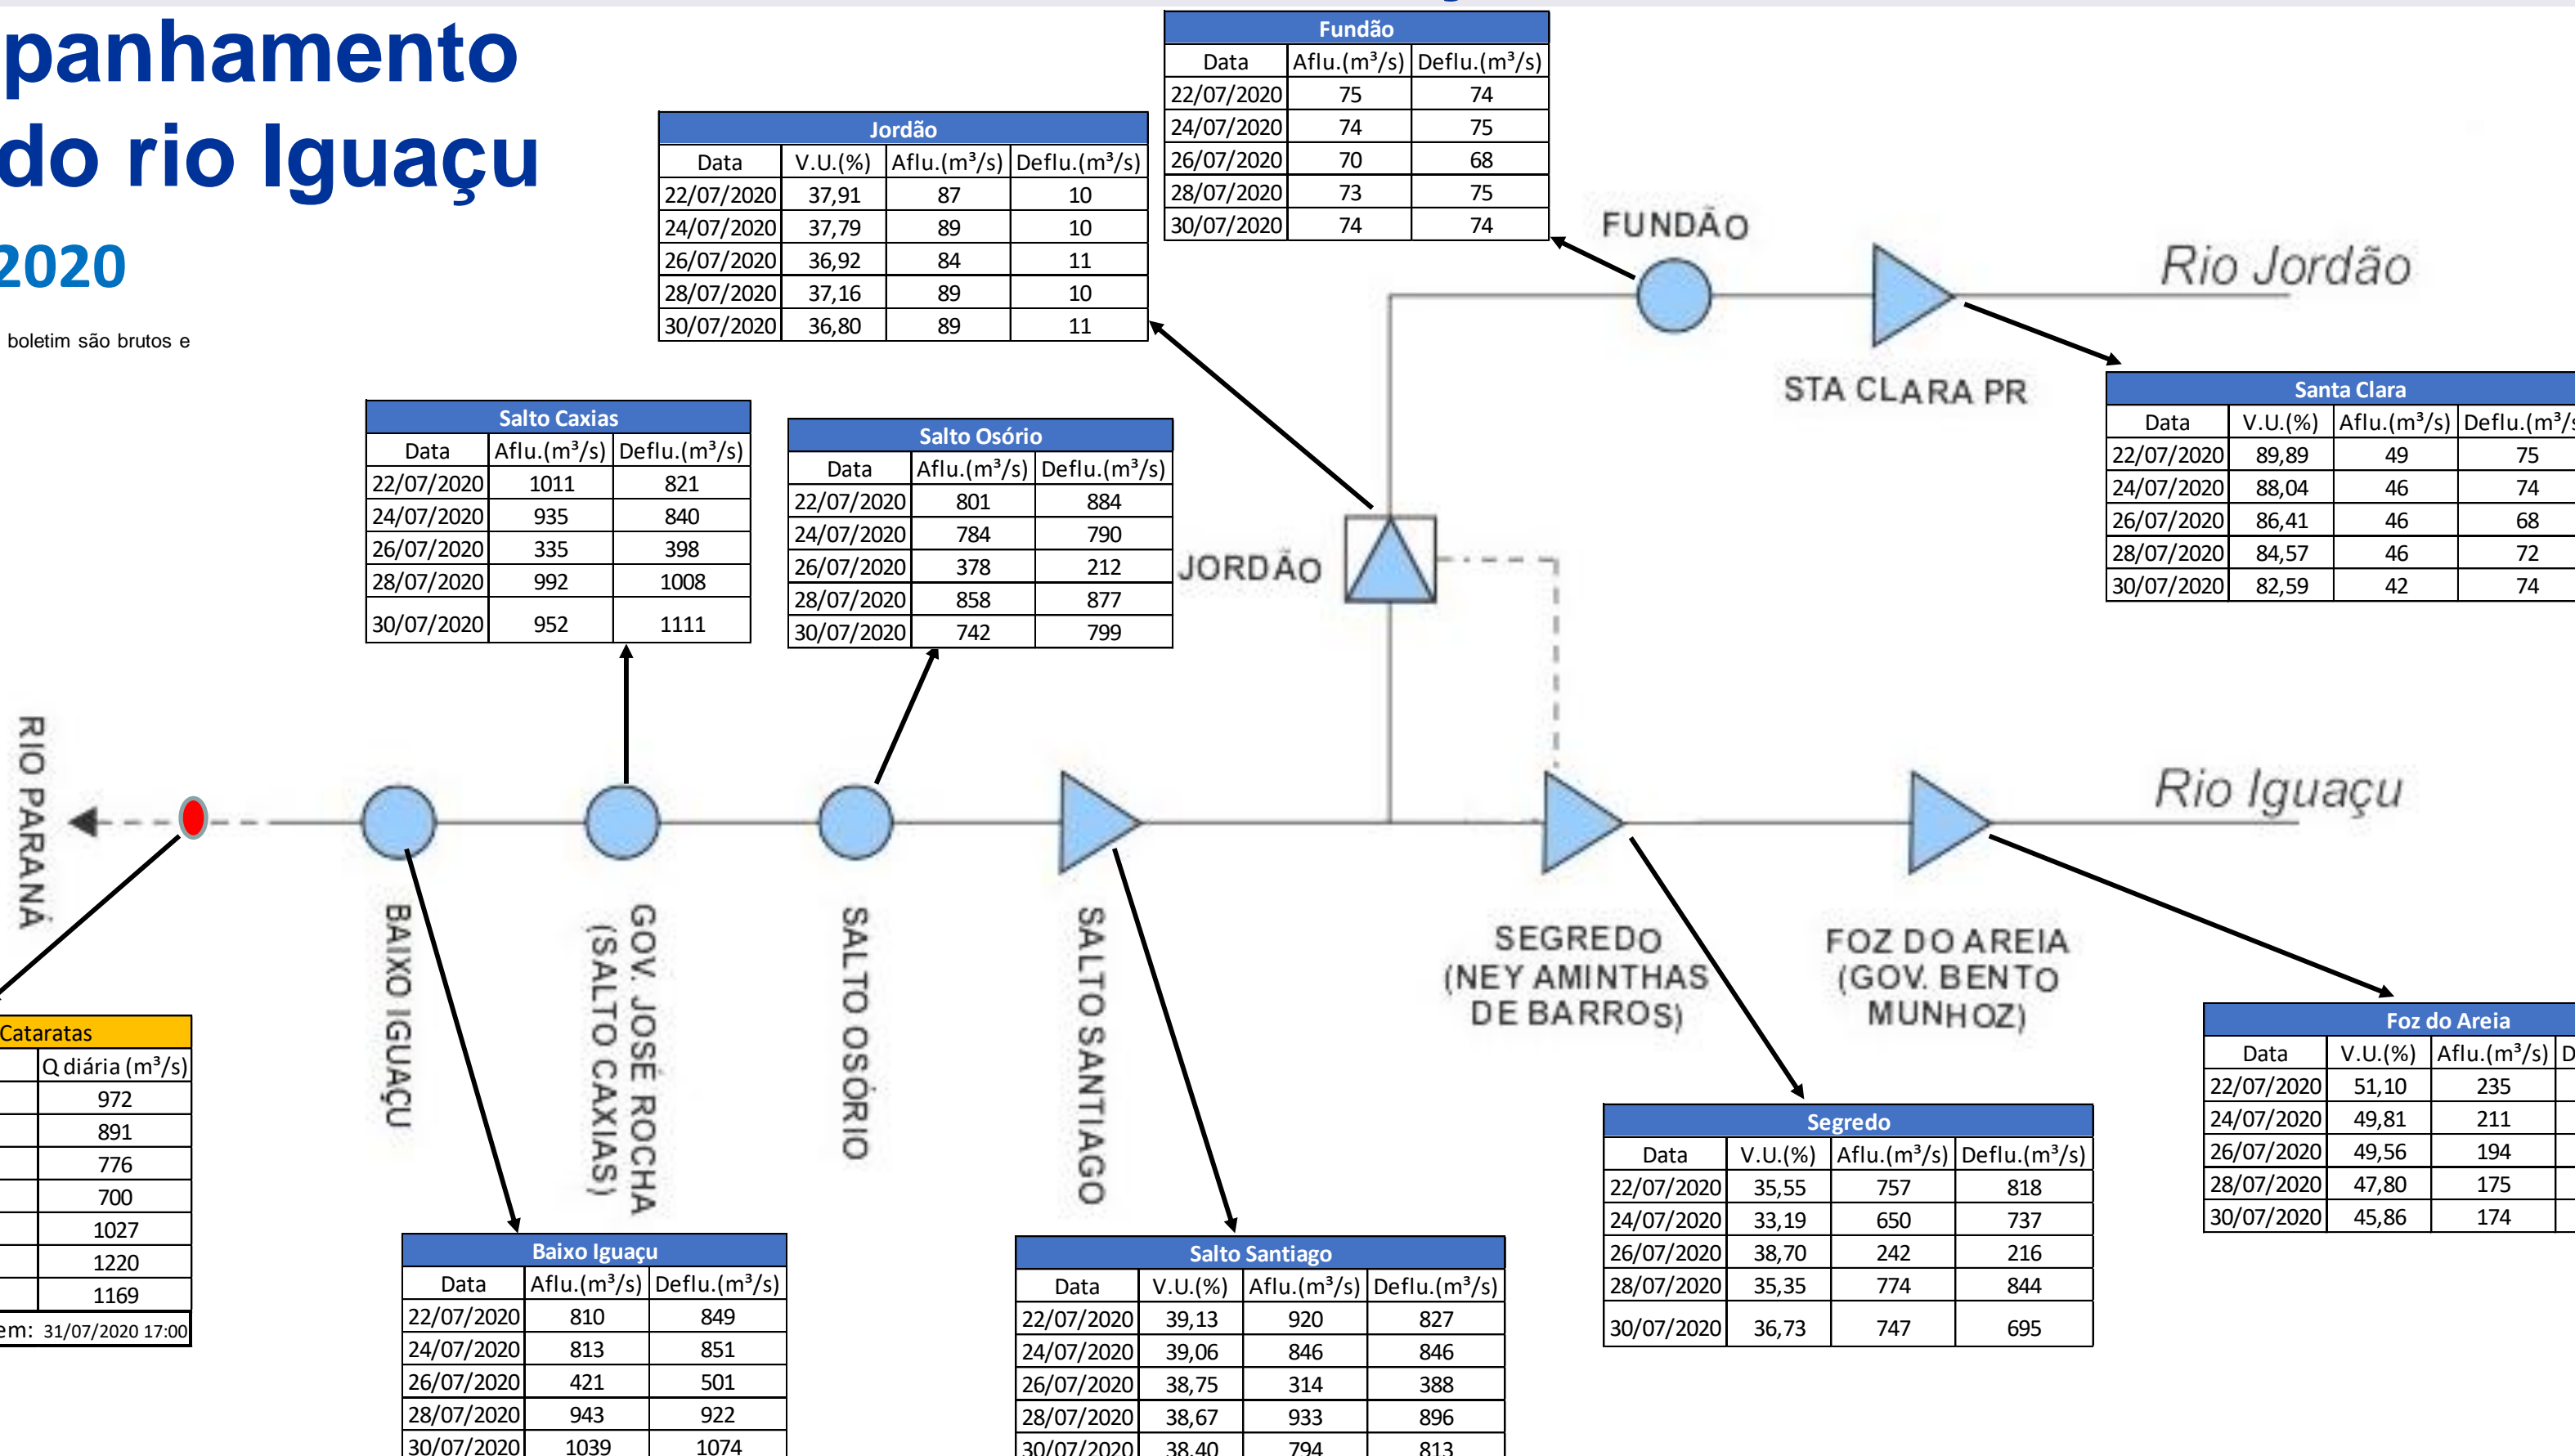 panhamento
do rio Iguaçu
2020
boletim são brutos e
Fundão
Data Aflu.(m³/s) Deflu.(m³/s)
22/07/2020 75 74
24/07/2020 74 75
26/07/2020 70 68
28/07/2020 73 75
30/07/2020 74 74
Jordão
Data V.U.(%) Aflu.(m³/s) Deflu.(m³/s)
22/07/2020 37,91 87 10
24/07/2020 37,79 89 10
26/07/2020 36,92 84 11
28/07/2020 37,16 89 10
30/07/2020 36,80 89 11
FUNDÃO
Rio Jordão
STA CLARA PR
Santa Clara
Data V.U.(%) Aflu.(m³/s) Deflu.(m³/s
22/07/2020 89,89 49 75
24/07/2020 88,04 46 74
26/07/2020 86,41 46 68
28/07/2020 84,57 46 72
30/07/2020 82,59 42 74
Salto Caxias
Data Aflu.(m³/s) Deflu.(m³/s)
22/07/2020 1011 821
24/07/2020 935 840
26/07/2020 335 398
28/07/2020 992 1008
30/07/2020 952 1111
Salto Osório
Data Aflu.(m³/s) Deflu.(m³/s)
22/07/2020 801 884
24/07/2020 784 790
26/07/2020 378 212
28/07/2020 858 877
30/07/2020 742 799
JORDÃO
RIO PARANÁ
Rio Iguaçu
BAIXO IGUAÇU
GOV. JOSÉ ROCHA
(SALTO CAXIAS)
SALTO OSÓRIO
SALTO SANTIAGO
SEGREDO
(NEY AMINTHAS
DE BARROS)
FOZ DO AREIA
(GOV. BENTO
MUNHOZ)
Cataratas
Q diária (m³/s)
972
891
776
700
1027
1220
1169
em: 31/07/2020 17:00
Baixo Iguaçu
Data Aflu.(m³/s) Deflu.(m³/s)
22/07/2020 810 849
24/07/2020 813 851
26/07/2020 421 501
28/07/2020 943 922
30/07/2020 1039 1074
Salto Santiago
Data V.U.(%) Aflu.(m³/s) Deflu.(m³/s)
22/07/2020 39,13 920 827
24/07/2020 39,06 846 846
26/07/2020 38,75 314 388
28/07/2020 38,67 933 896
30/07/2020 38,40 794 813
Segredo
Data V.U.(%) Aflu.(m³/s) Deflu.(m³/s)
22/07/2020 35,55 757 818
24/07/2020 33,19 650 737
26/07/2020 38,70 242 216
28/07/2020 35,35 774 844
30/07/2020 36,73 747 695
Foz do Areia
Data V.U.(%) Aflu.(m³/s) D
22/07/2020 51,10 235
24/07/2020 49,81 211
26/07/2020 49,56 194
28/07/2020 47,80 175
30/07/2020 45,86 174